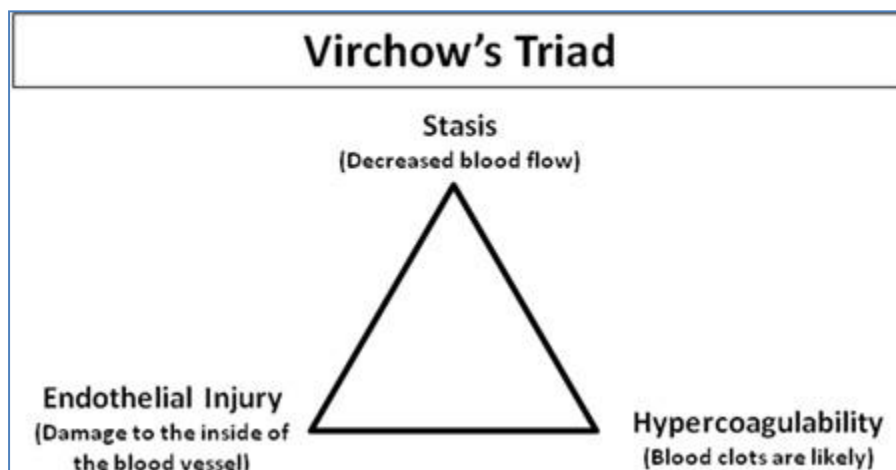 Virchow's Triad
Stasis
(Decreased blood flow)
Endothelial Injury
(Damage to the inside of
the blood vessel)
Hypercoagulability
(Blood clots are likely)